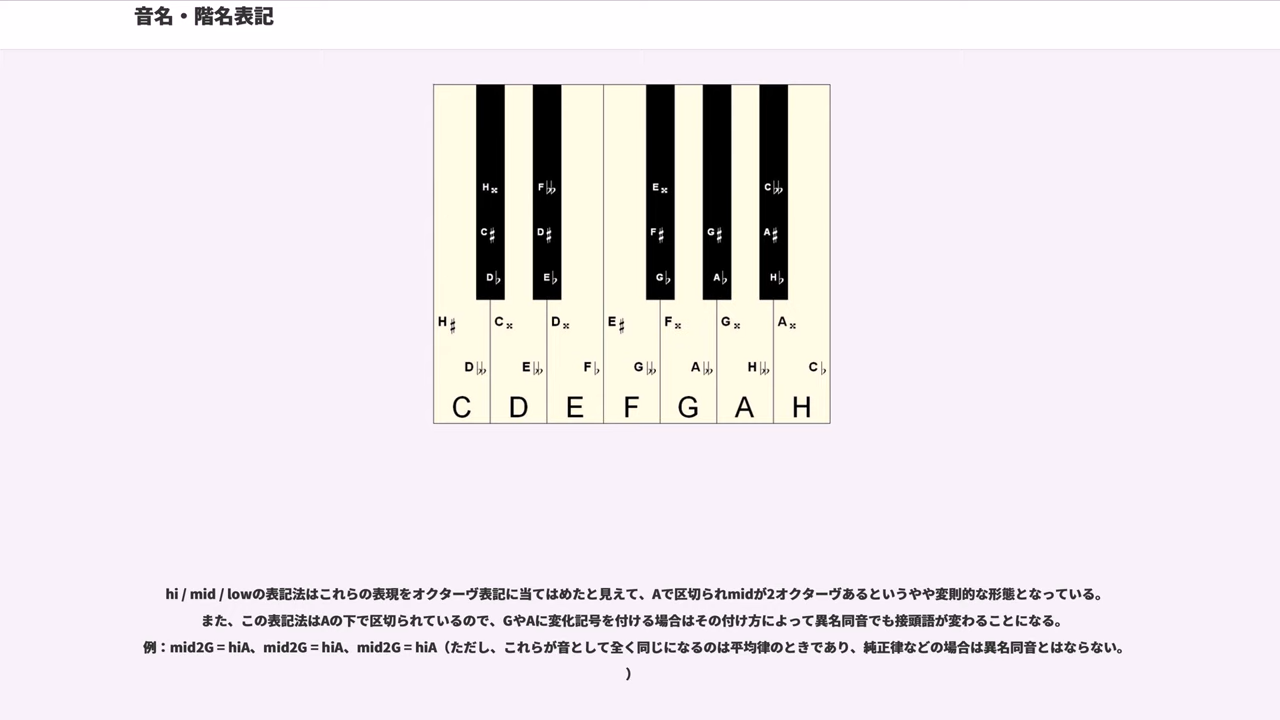 音名・階名表記
H𝄪 F𝄫 E𝄪 C𝄫
C♯ D♯ F♯ G♯ A♯
D♭ E♭ G♭ A♭ H♭
H♯ C𝄪 D𝄪 E♯ F𝄪 G𝄪 A𝄪
D𝄫 E𝄫 F♭ G𝄫 A𝄫 H𝄫 C♭
C D E F G A H
hi / mid / lowの表記法はこれらの表現をオクターヴ表記に当てはめたと見えて、Aで区切られmidが2オクターヴあるというやや変則的な形態となっている。
また、この表記法はAの下で区切られているので、GやAに変化記号を付ける場合はその付け方によって異名同音でも接頭語が変わることになる。
例：mid2G = hiA、mid2G = hiA、mid2G = hiA（ただし、これらが音として全く同じになるのは平均律のときであり、純正律などの場合は異名同音とはならない。
）